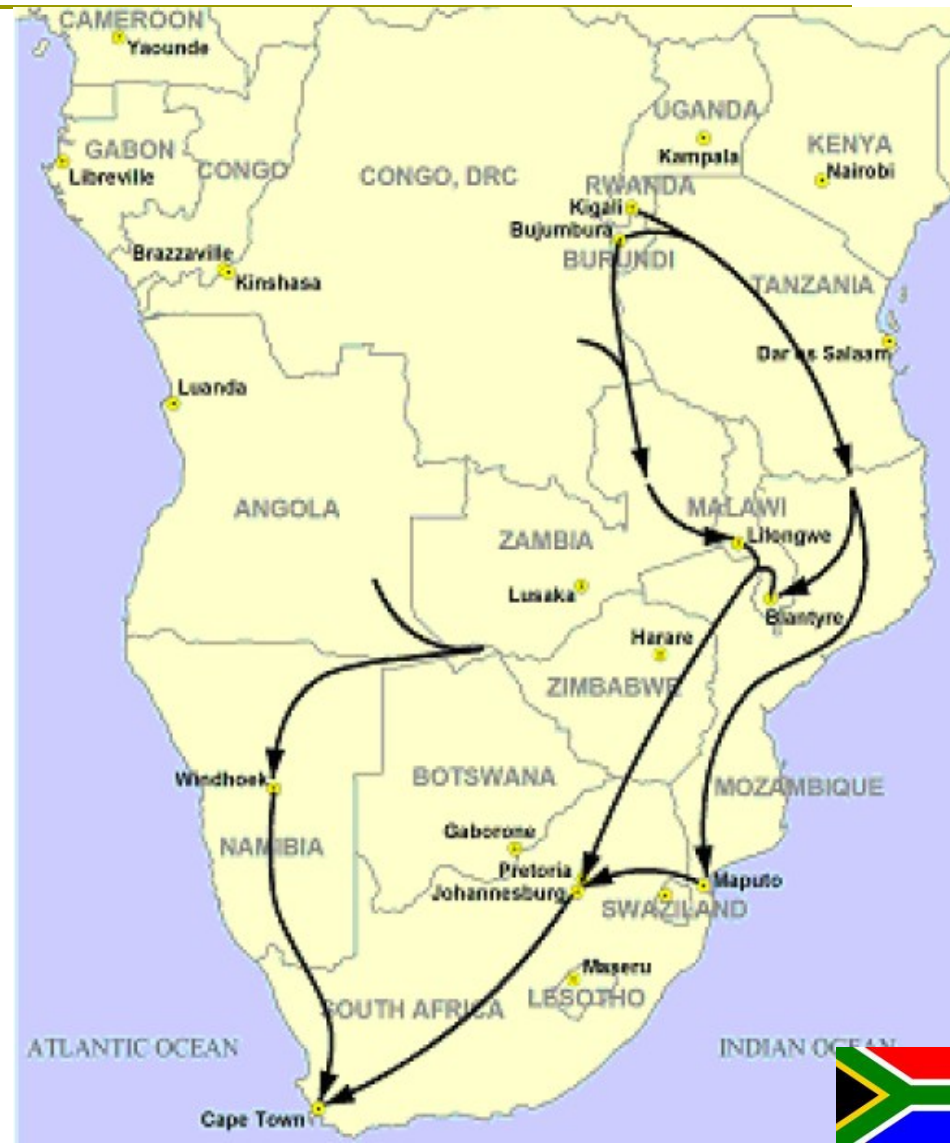 CAMEROON
Yaounde
UGANDA
GABON
KENYA
Kampala
CONGO
CONGO, DRC
Nairobi
Libreville
RWANDA
Kigali
Bujumbura
Brazzaville
BURUNDI
Kinshasa
TANZANIA
Dar es Salaam
Luanda
ANGOLA
MALAWI
ZAMBIA
Lilongwe
Lusaka
Blantyre
Harare
ZIMBABWE
Windhoek
BOTSWANA
MOZAMBIQUE
Gaborone
NAMIBIA
Pretoria
Maputo
Johannesburg
SWAZILAND
Maseru
LESOTHO
SOUTH AFRICA
ATLANTIC OCEAN
INDIAN OCEAN
Cape Town